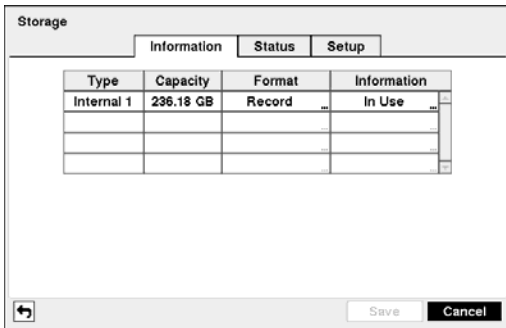 Storage
Information Status Setup
Type Capacity Format Information
Internal 1 236.18 GB Record ... In Use ...
... ...
... ...
... ...
Save Cancel